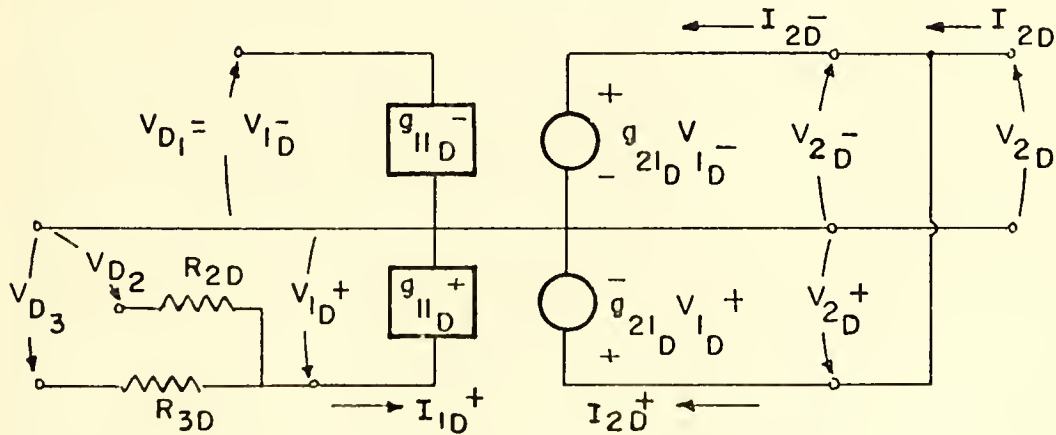 I2D-
I2D
VD1 = V1D-
g11D-
+
g21D V1D-
-
V2D-
V2D
VD2
R2D
VD3
V1D+
g11D+
-
g21D V1D+
+
V2D+
R3D
I1D+
I2D+